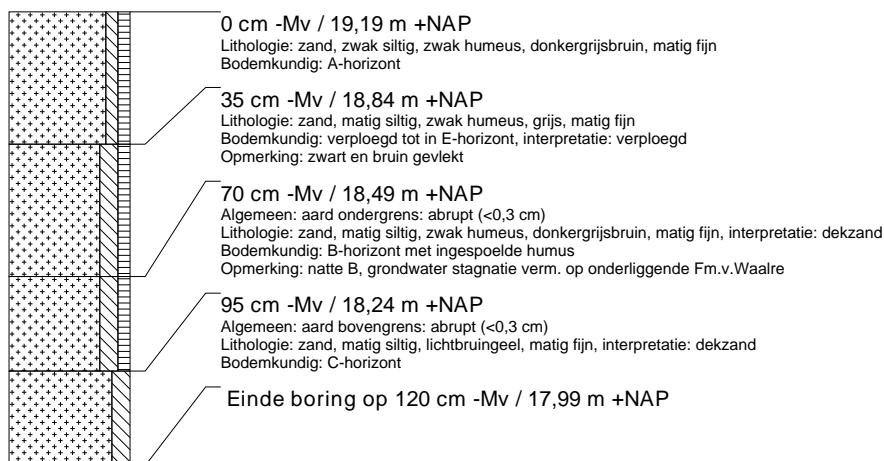 0 cm -Mv / 19,19 m +NAP
Lithologie: zand, zwak siltig, zwak humeus, donkergrijsbruin, matig fijn
Bodemkundig: A-horizont
35 cm -Mv / 18,84 m +NAP
Lithologie: zand, matig siltig, zwak humeus, grijs, matig fijn
Bodemkundig: verploegd tot in E-horizont, interpretatie: verploegd
Opmerking: zwart en bruin gevlekt
70 cm -Mv / 18,49 m +NAP
Algemeen: aard ondergrens: abrupt (<0,3 cm)
Lithologie: zand, matig siltig, zwak humeus, donkergrijsbruin, matig fijn, interpretatie: dekzand
Bodemkundig: B-horizont met ingespoelde humus
Opmerking: natte B, grondwater stagnatie verm. op onderliggende Fm.v.Waalre
95 cm -Mv / 18,24 m +NAP
Algemeen: aard bovengrens: abrupt (<0,3 cm)
Lithologie: zand, matig siltig, lichtbruingeel, matig fijn, interpretatie: dekzand
Bodemkundig: C-horizont
Einde boring op 120 cm -Mv / 17,99 m +NAP